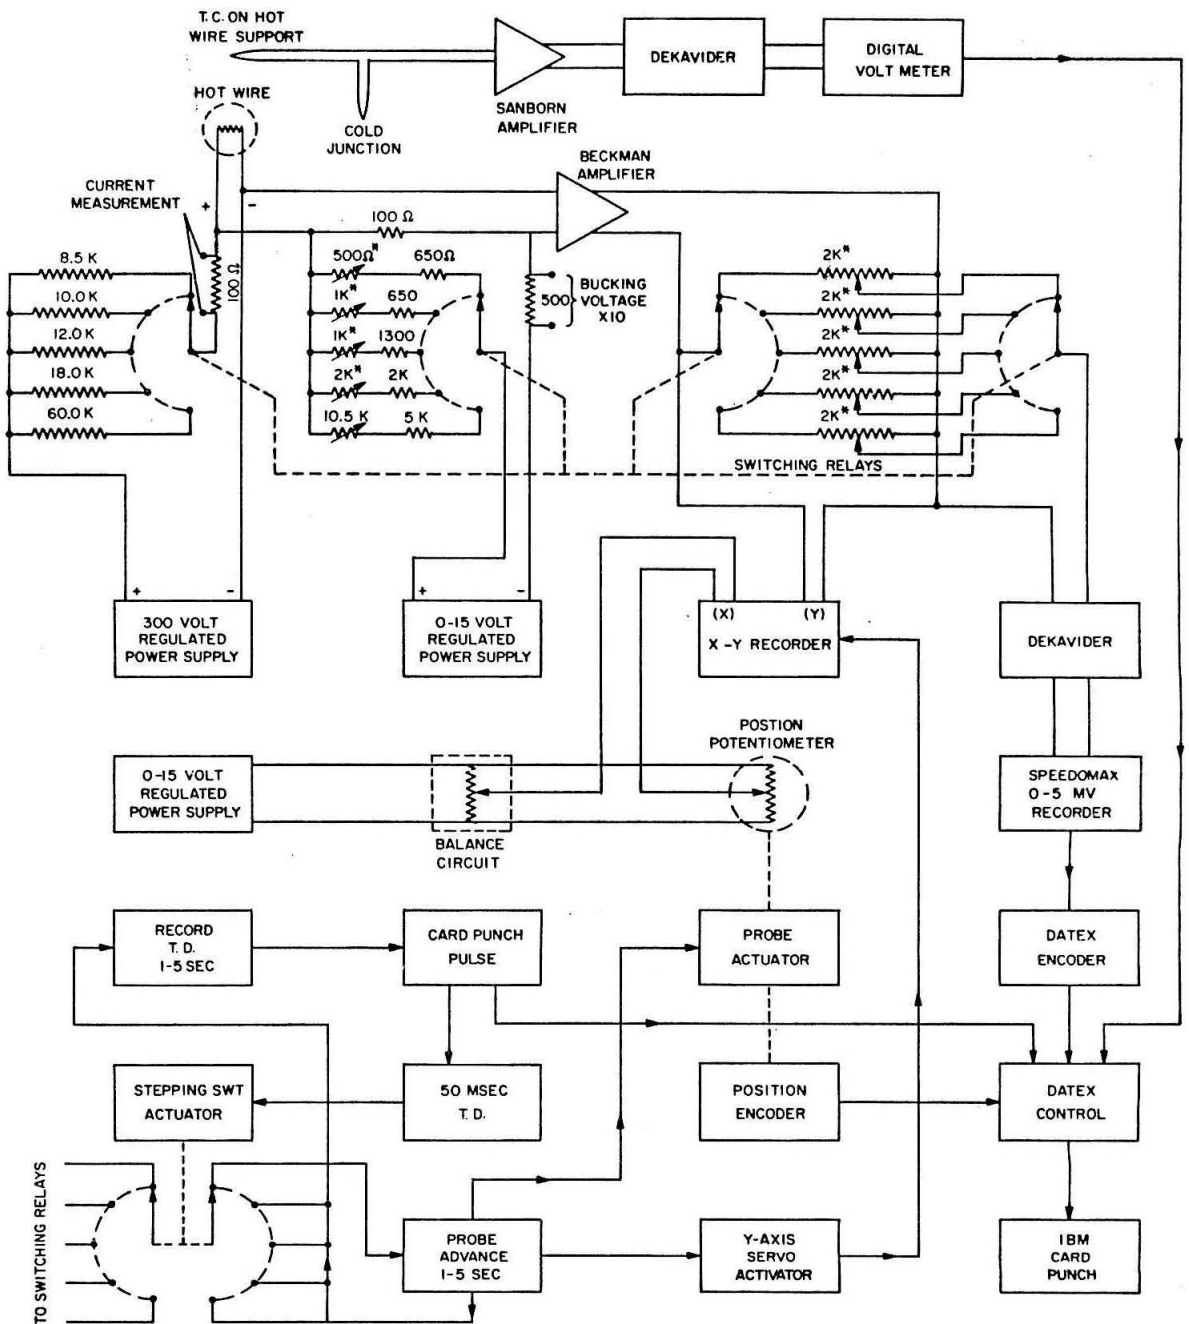 T.C. ON HOT
WIRE SUPPORT
DEKAVIDER
DIGITAL
VOLT METER
HOT WIRE
SANBORN
AMPLIFIER
COLD
JUNCTION
BECKMAN
AMPLIFIER
CURRENT
MEASUREMENT
+
-
100 Ω
8.5 K
10.0 K
12.0 K
18.0 K
60.0 K
100 Ω
500Ω*
650Ω
1K*
650
1K*
1300
2K*
2K
10.5 K
5 K
500
BUCKING
VOLTAGE
X10
2K*
2K*
2K*
2K*
2K*
SWITCHING RELAYS
+
-
300 VOLT
REGULATED
POWER SUPPLY
+
-
0-15 VOLT
REGULATED
POWER SUPPLY
(X)
(Y)
X-Y RECORDER
DEKAVIDER
POSTION
POTENTIOMETER
0-15 VOLT
REGULATED
POWER SUPPLY
BALANCE
CIRCUIT
SPEEDOMAX
0-5 MV
RECORDER
RECORD
T. D.
1-5 SEC
CARD PUNCH
PULSE
PROBE
ACTUATOR
DATEX
ENCODER
STEPPING SWT
ACTUATOR
50 MSEC
T. D.
POSITION
ENCODER
DATEX
CONTROL
TO SWITCHING RELAYS
PROBE
ADVANCE
1-5 SEC
Y-AXIS
SERVO
ACTIVATOR
IBM
CARD
PUNCH